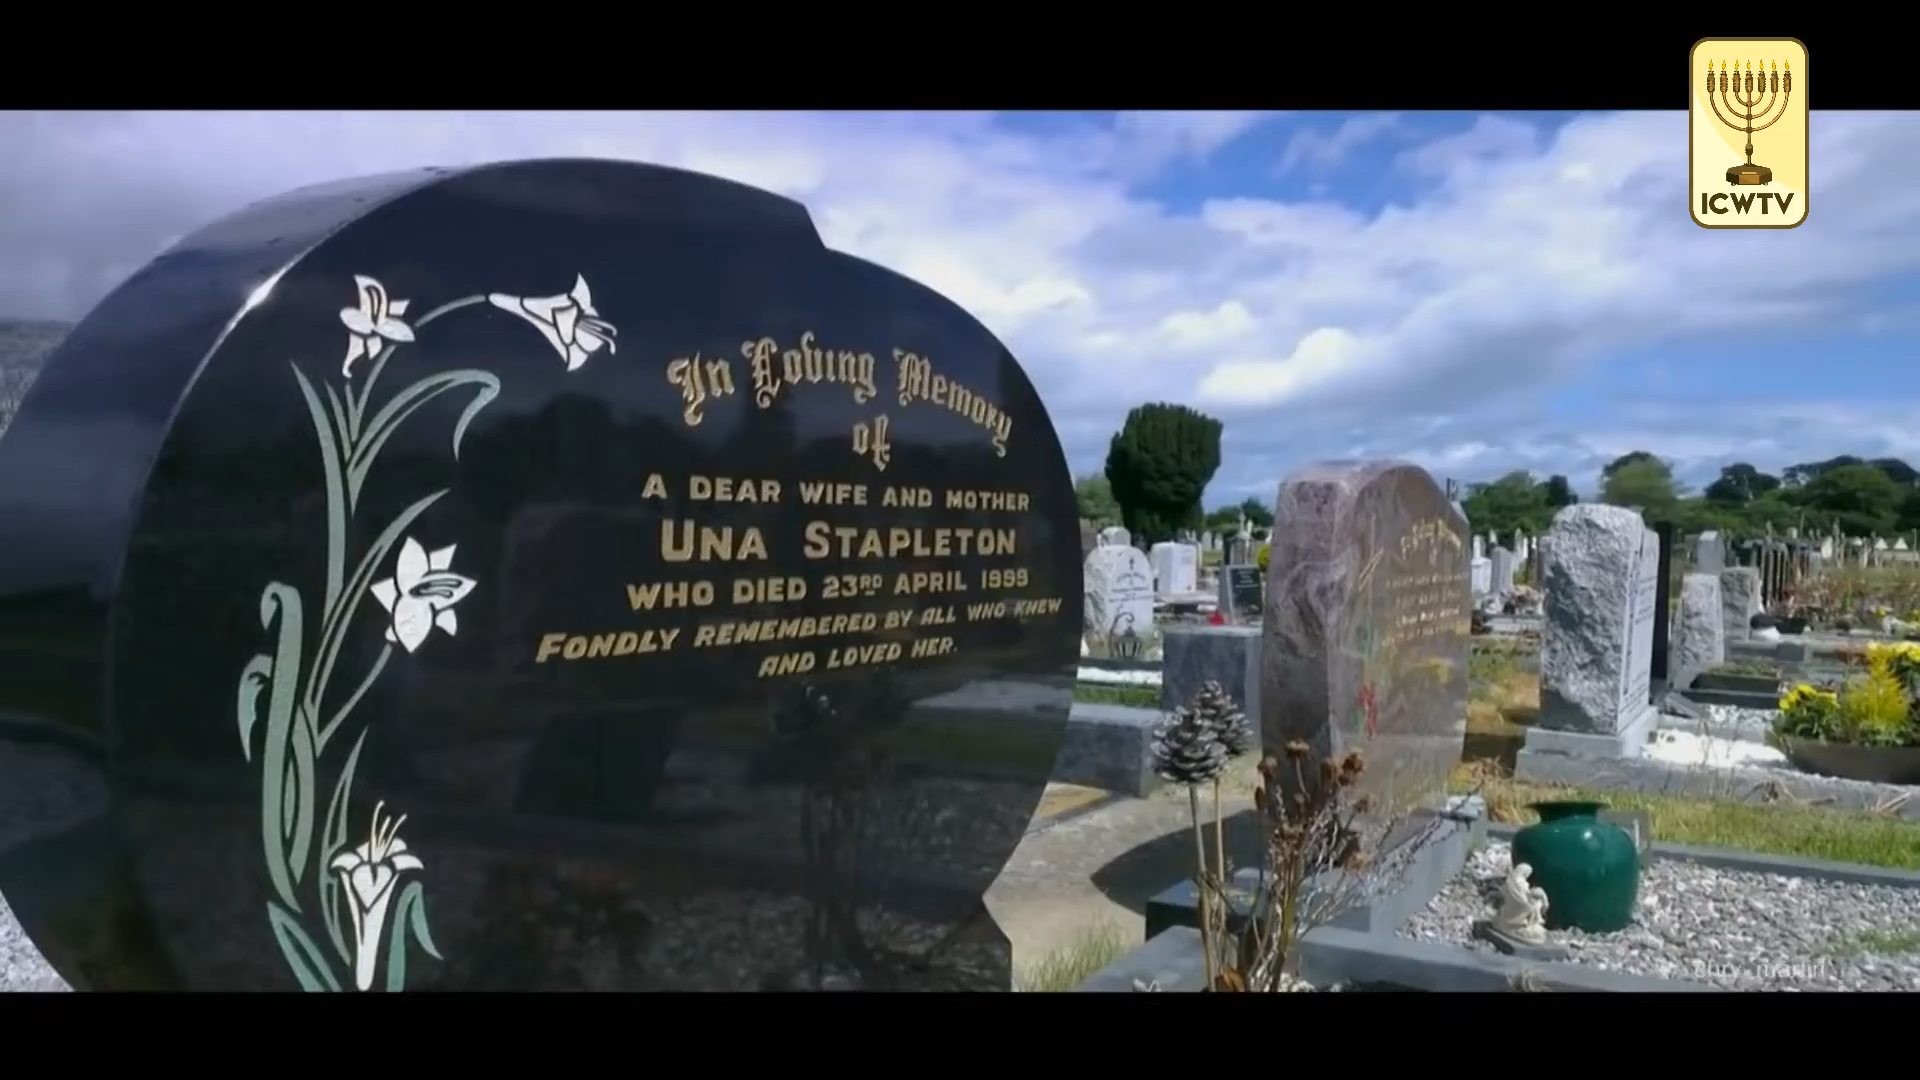 ICWTV
In Loving Memory
of
A DEAR WIFE AND MOTHER
UNA STAPLETON
WHO DIED 23RD APRIL 1999
FONDLY REMEMBERED BY ALL WHO KNEW
AND LOVED HER.